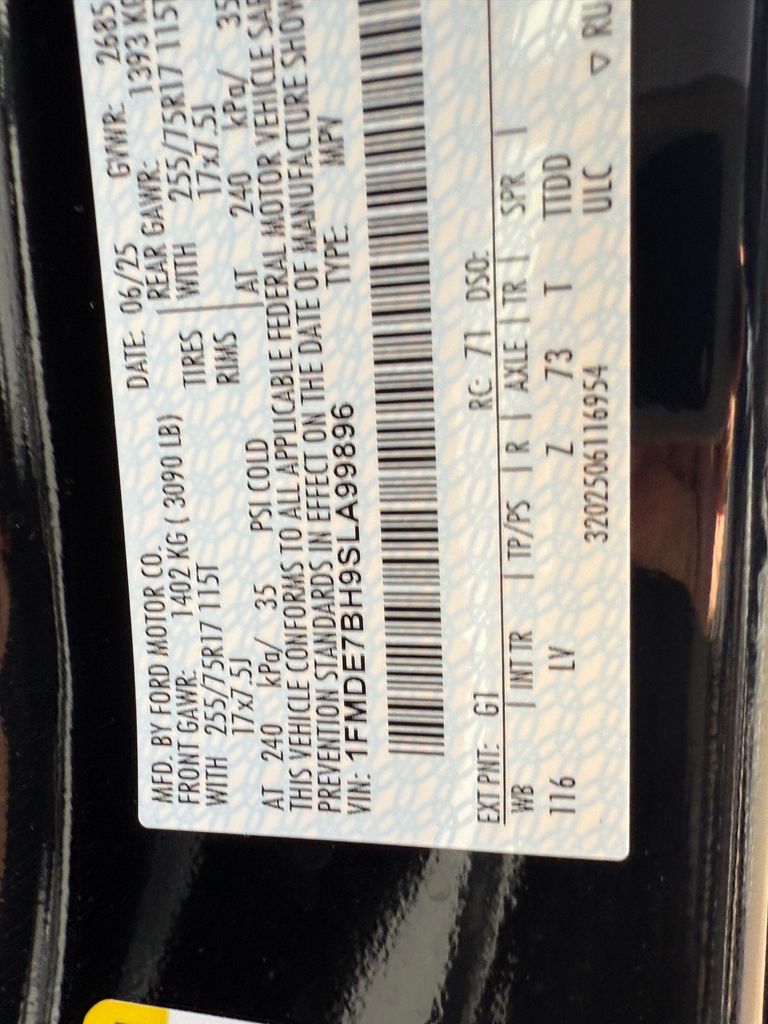 MFD. BY FORD MOTOR CO. DATE: 06/25 GVWR: 2685
FRONT GAWR: 1402 KG ( 3090 LB) REAR GAWR: 1393 KG
WITH 255/75R17 115T TIRES WITH 255/75R17 115T
17x7.5J RIMS 17x7.5J
AT 240 kPa/ 35 PSI COLD AT 240 kPa/ 35
THIS VEHICLE CONFORMS TO ALL APPLICABLE FEDERAL MOTOR VEHICLE
PREVENTION STANDARDS IN EFFECT ON THE DATE OF MANUFACTURE
VIN: 1FMDE7BH9SLA99896 TYPE: MPV
EXT PNT: G1 RC: 71 DSO:
WB | INT TR | TP/PS | R | AXLE | TR | SPR |
116 LV Z 73 T TTDD
320250611 6954 ULC